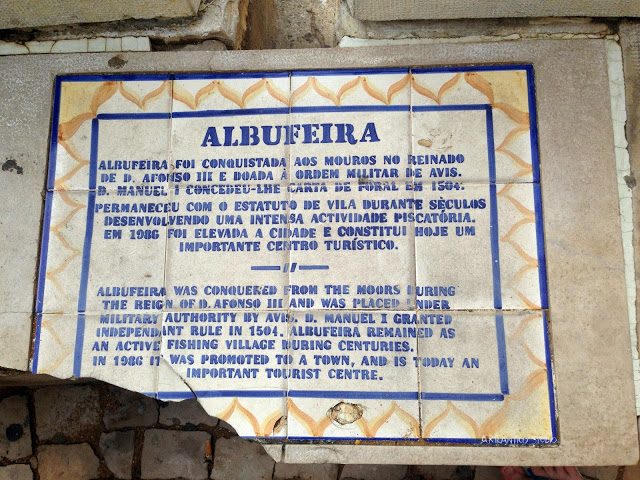 ALBUFEIRA
ALBUFEIRA FOI CONQUISTADA AOS MOUROS NO REINADO
DE D. AFONSO III E DOADA À ORDEM MILITAR DE AVIS.
D. MANUEL I CONCEDEU-LHE CARTA DE FORAL EM 1504.
PERMANECEU COM O ESTATUTO DE VILA DURANTE SÉCULOS
DESENVOLVENDO UMA INTENSA ACTIVIDADE PISCATÓRIA.
EM 1986 FOI ELEVADA A CIDADE E CONSTITUI HOJE UM
IMPORTANTE CENTRO TURÍSTICO.
ALBUFEIRA WAS CONQUERED FROM THE MOORS DURING
THE REIGN OF D. AFONSO III AND WAS PLACED UNDER
MILITARY AUTHORITY BY AVIS. D. MANUEL I GRANTED
INDEPENDANT RULE IN 1504. ALBUFEIRA REMAINED AS
AN ACTIVE FISHING VILLAGE DURING CENTURIES.
IN 1986 IT WAS PROMOTED TO A TOWN, AND IS TODAY AN
IMPORTANT TOURIST CENTRE.